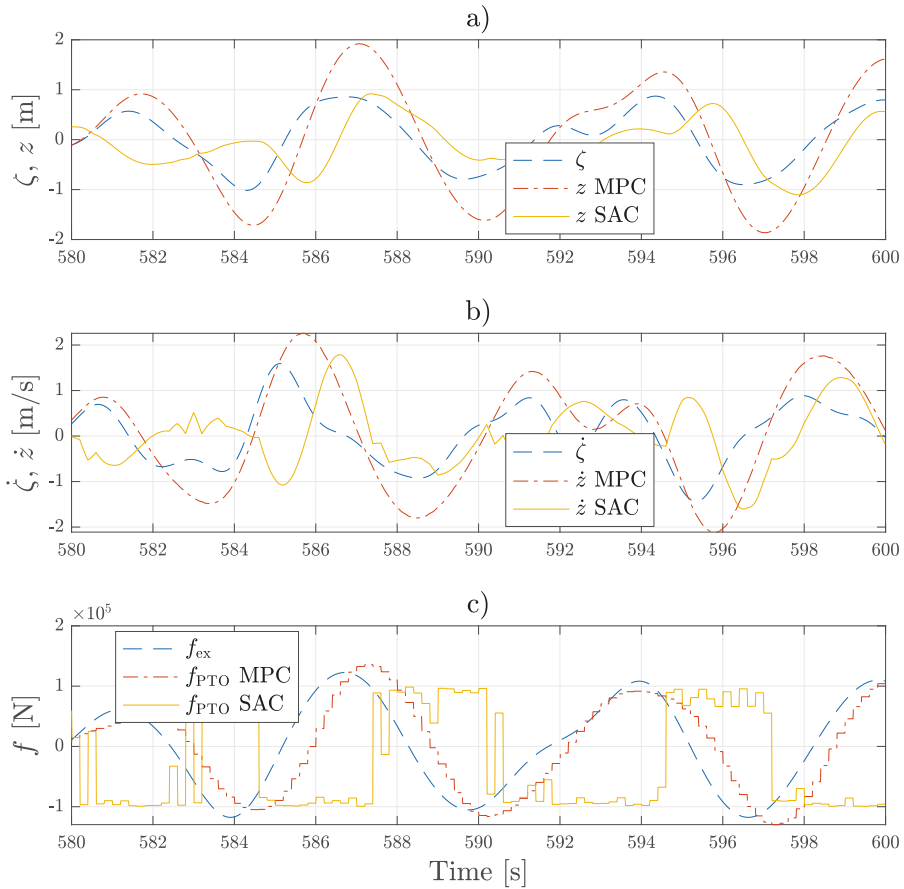 a)
ζ, z [m]
2
1
0
-1
-2
ζ
z MPC
z SAC
580 582 584 586 588 590 592 594 596 598 600
b)
ζ̇, ż [m/s]
2
1
0
-1
-2
ζ̇
ż MPC
ż SAC
580 582 584 586 588 590 592 594 596 598 600
c)
×10⁵
f [N]
2
1
0
-1
f_ex
f_PTO MPC
f_PTO SAC
580 582 584 586 588 590 592 594 596 598 600
Time [s]